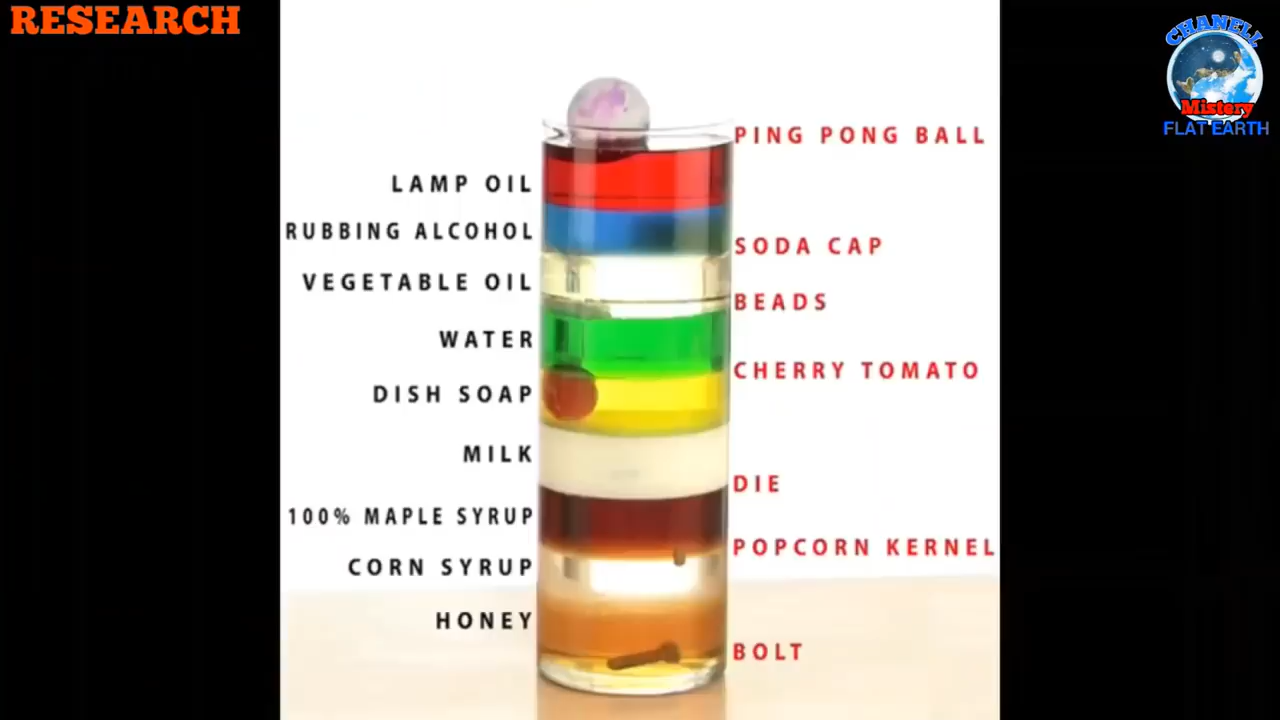 RESEARCH
CHANELL
Mistery
FLAT EARTH
PING PONG BALL
LAMP OIL
RUBBING ALCOHOL
SODA CAP
VEGETABLE OIL
BEADS
WATER
CHERRY TOMATO
DISH SOAP
MILK
DIE
100% MAPLE SYRUP
POPCORN KERNEL
CORN SYRUP
HONEY
BOLT